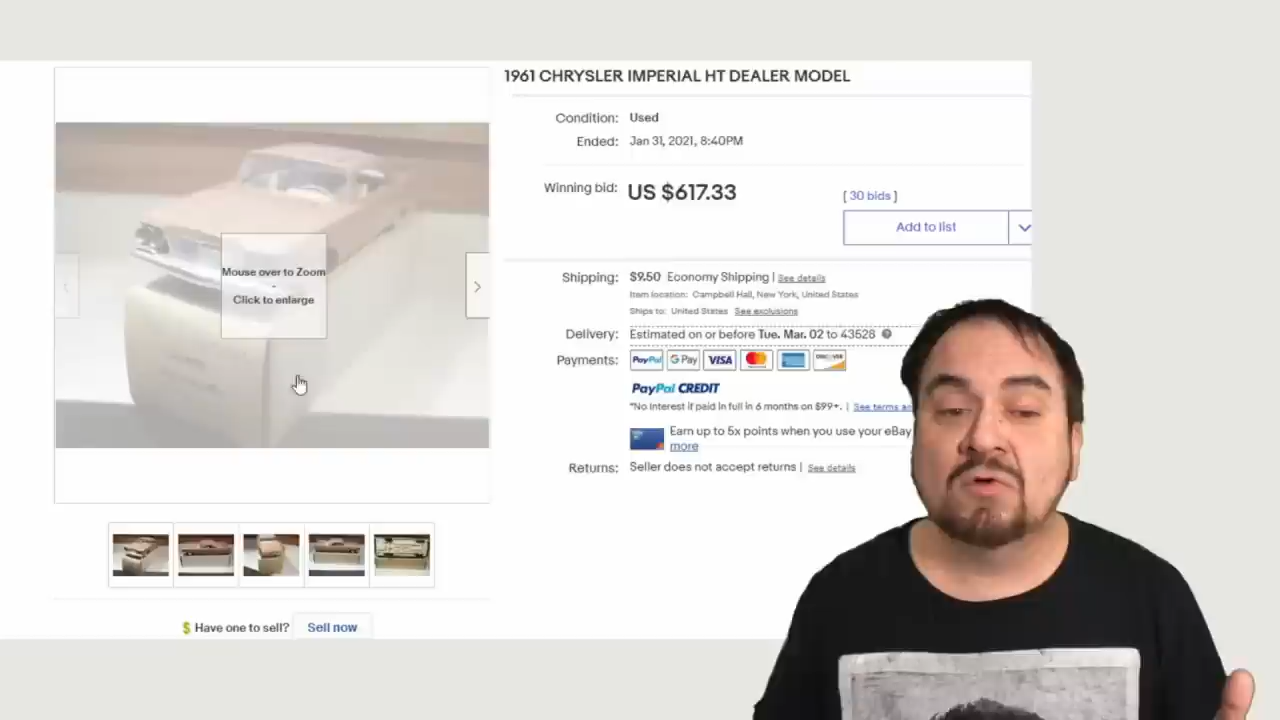 1961 CHRYSLER IMPERIAL HT DEALER MODEL
Condition: Used
Ended: Jan 31, 2021, 8:40PM
Winning bid: US $617.33 [ 30 bids ]
Add to list
Mouse over to Zoom
-
Click to enlarge
Shipping: $9.50 Economy Shipping | See details
Item location: Campbell Hall, New York, United States
Ships to: United States See exclusions
Delivery: Estimated on or before Tue. Mar. 02 to 43528
Payments: PayPal G Pay VISA DISCOVER
PayPal CREDIT
*No Interest if paid in full in 6 months on $99+. | See terms
Earn up to 5x points when you use your eBay
more
Returns: Seller does not accept returns | See details
$ Have one to sell? Sell now